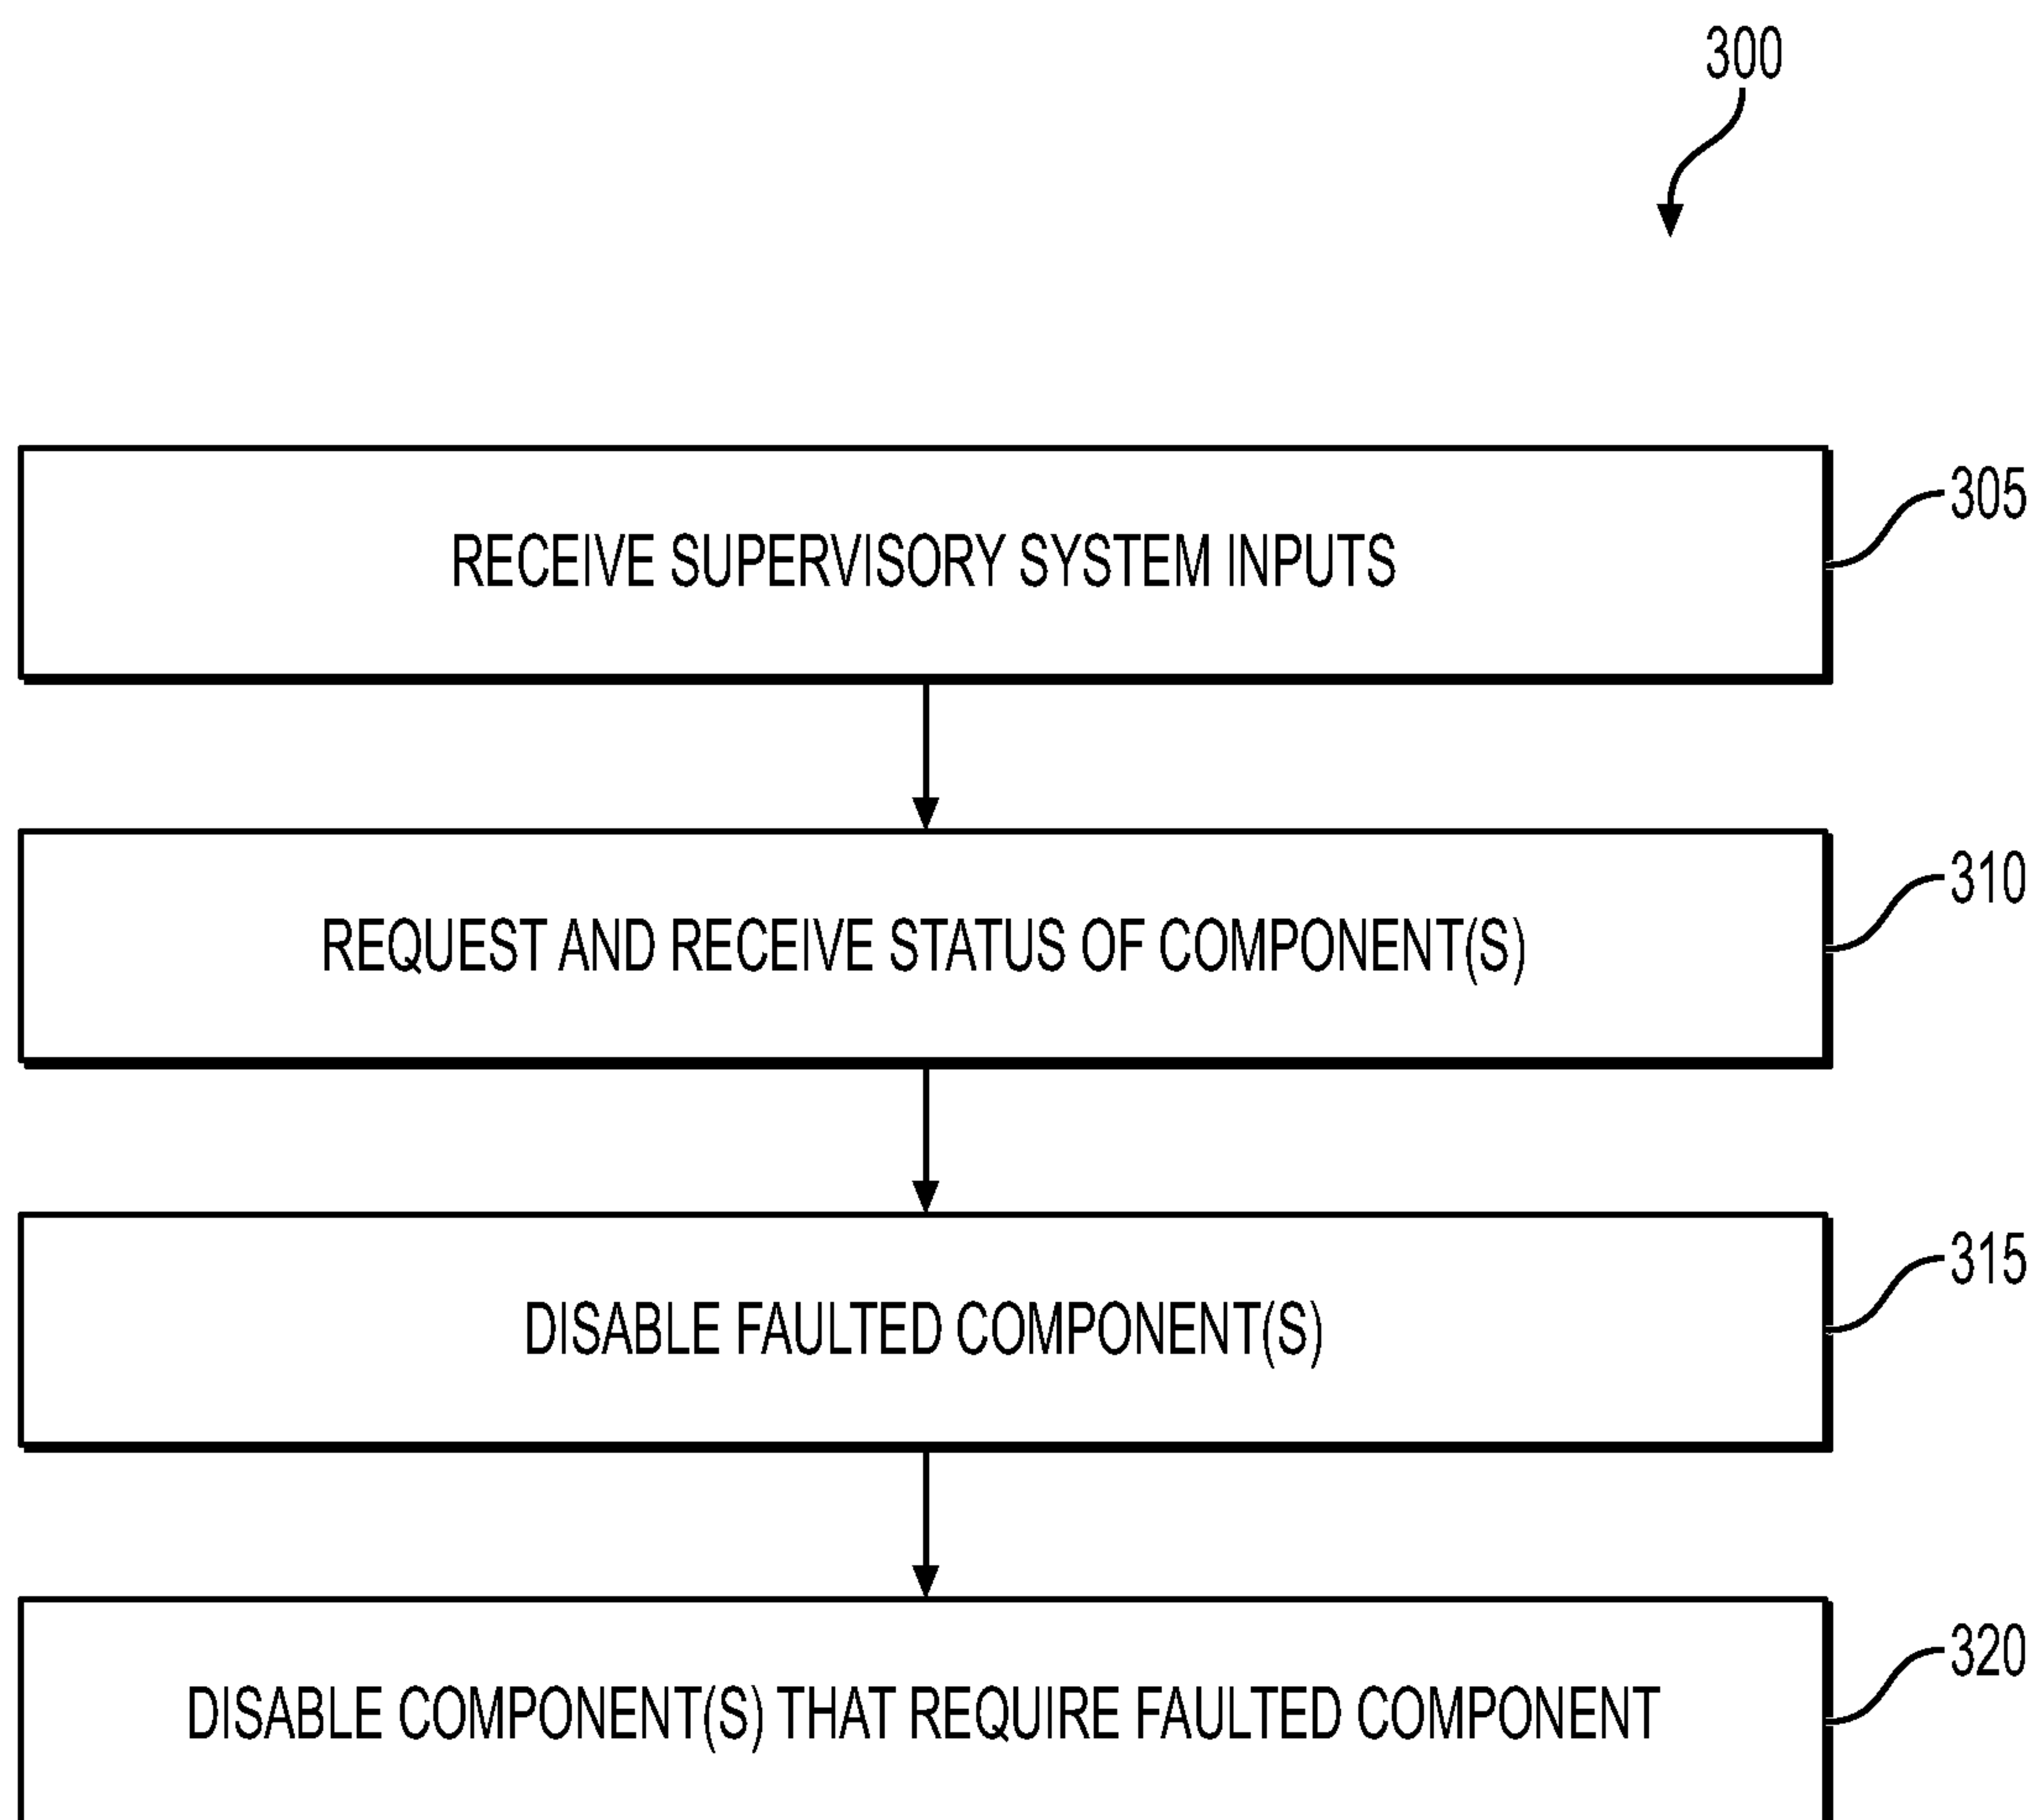 300
RECEIVE SUPERVISORY SYSTEM INPUTS
305
REQUEST AND RECEIVE STATUS OF COMPONENT(S)
310
DISABLE FAULTED COMPONENT(S)
315
DISABLE COMPONENT(S) THAT REQUIRE FAULTED COMPONENT
320